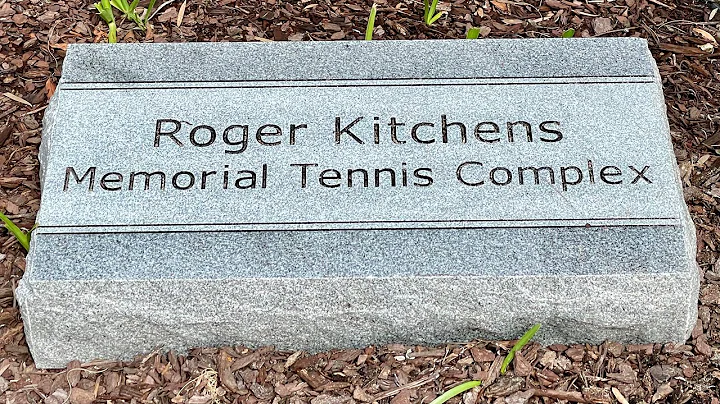 Roger Kitchens
Memorial Tennis Complex